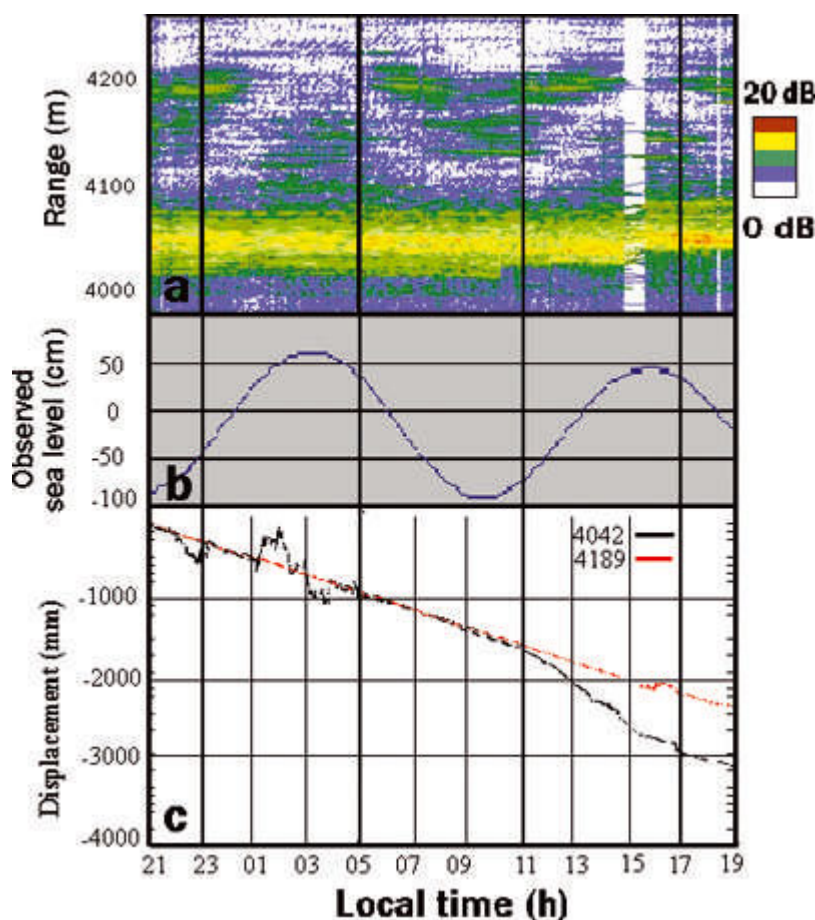 Range (m)
4200
4100
4000
a
20 dB
0 dB
Observed
sea level (cm)
50
0
-50
-100
b
Displacement (mm)
-1000
-2000
-3000
-4000
4042
4189
c
21 23 01 03 05 07 09 11 13 15 17 19
Local time (h)